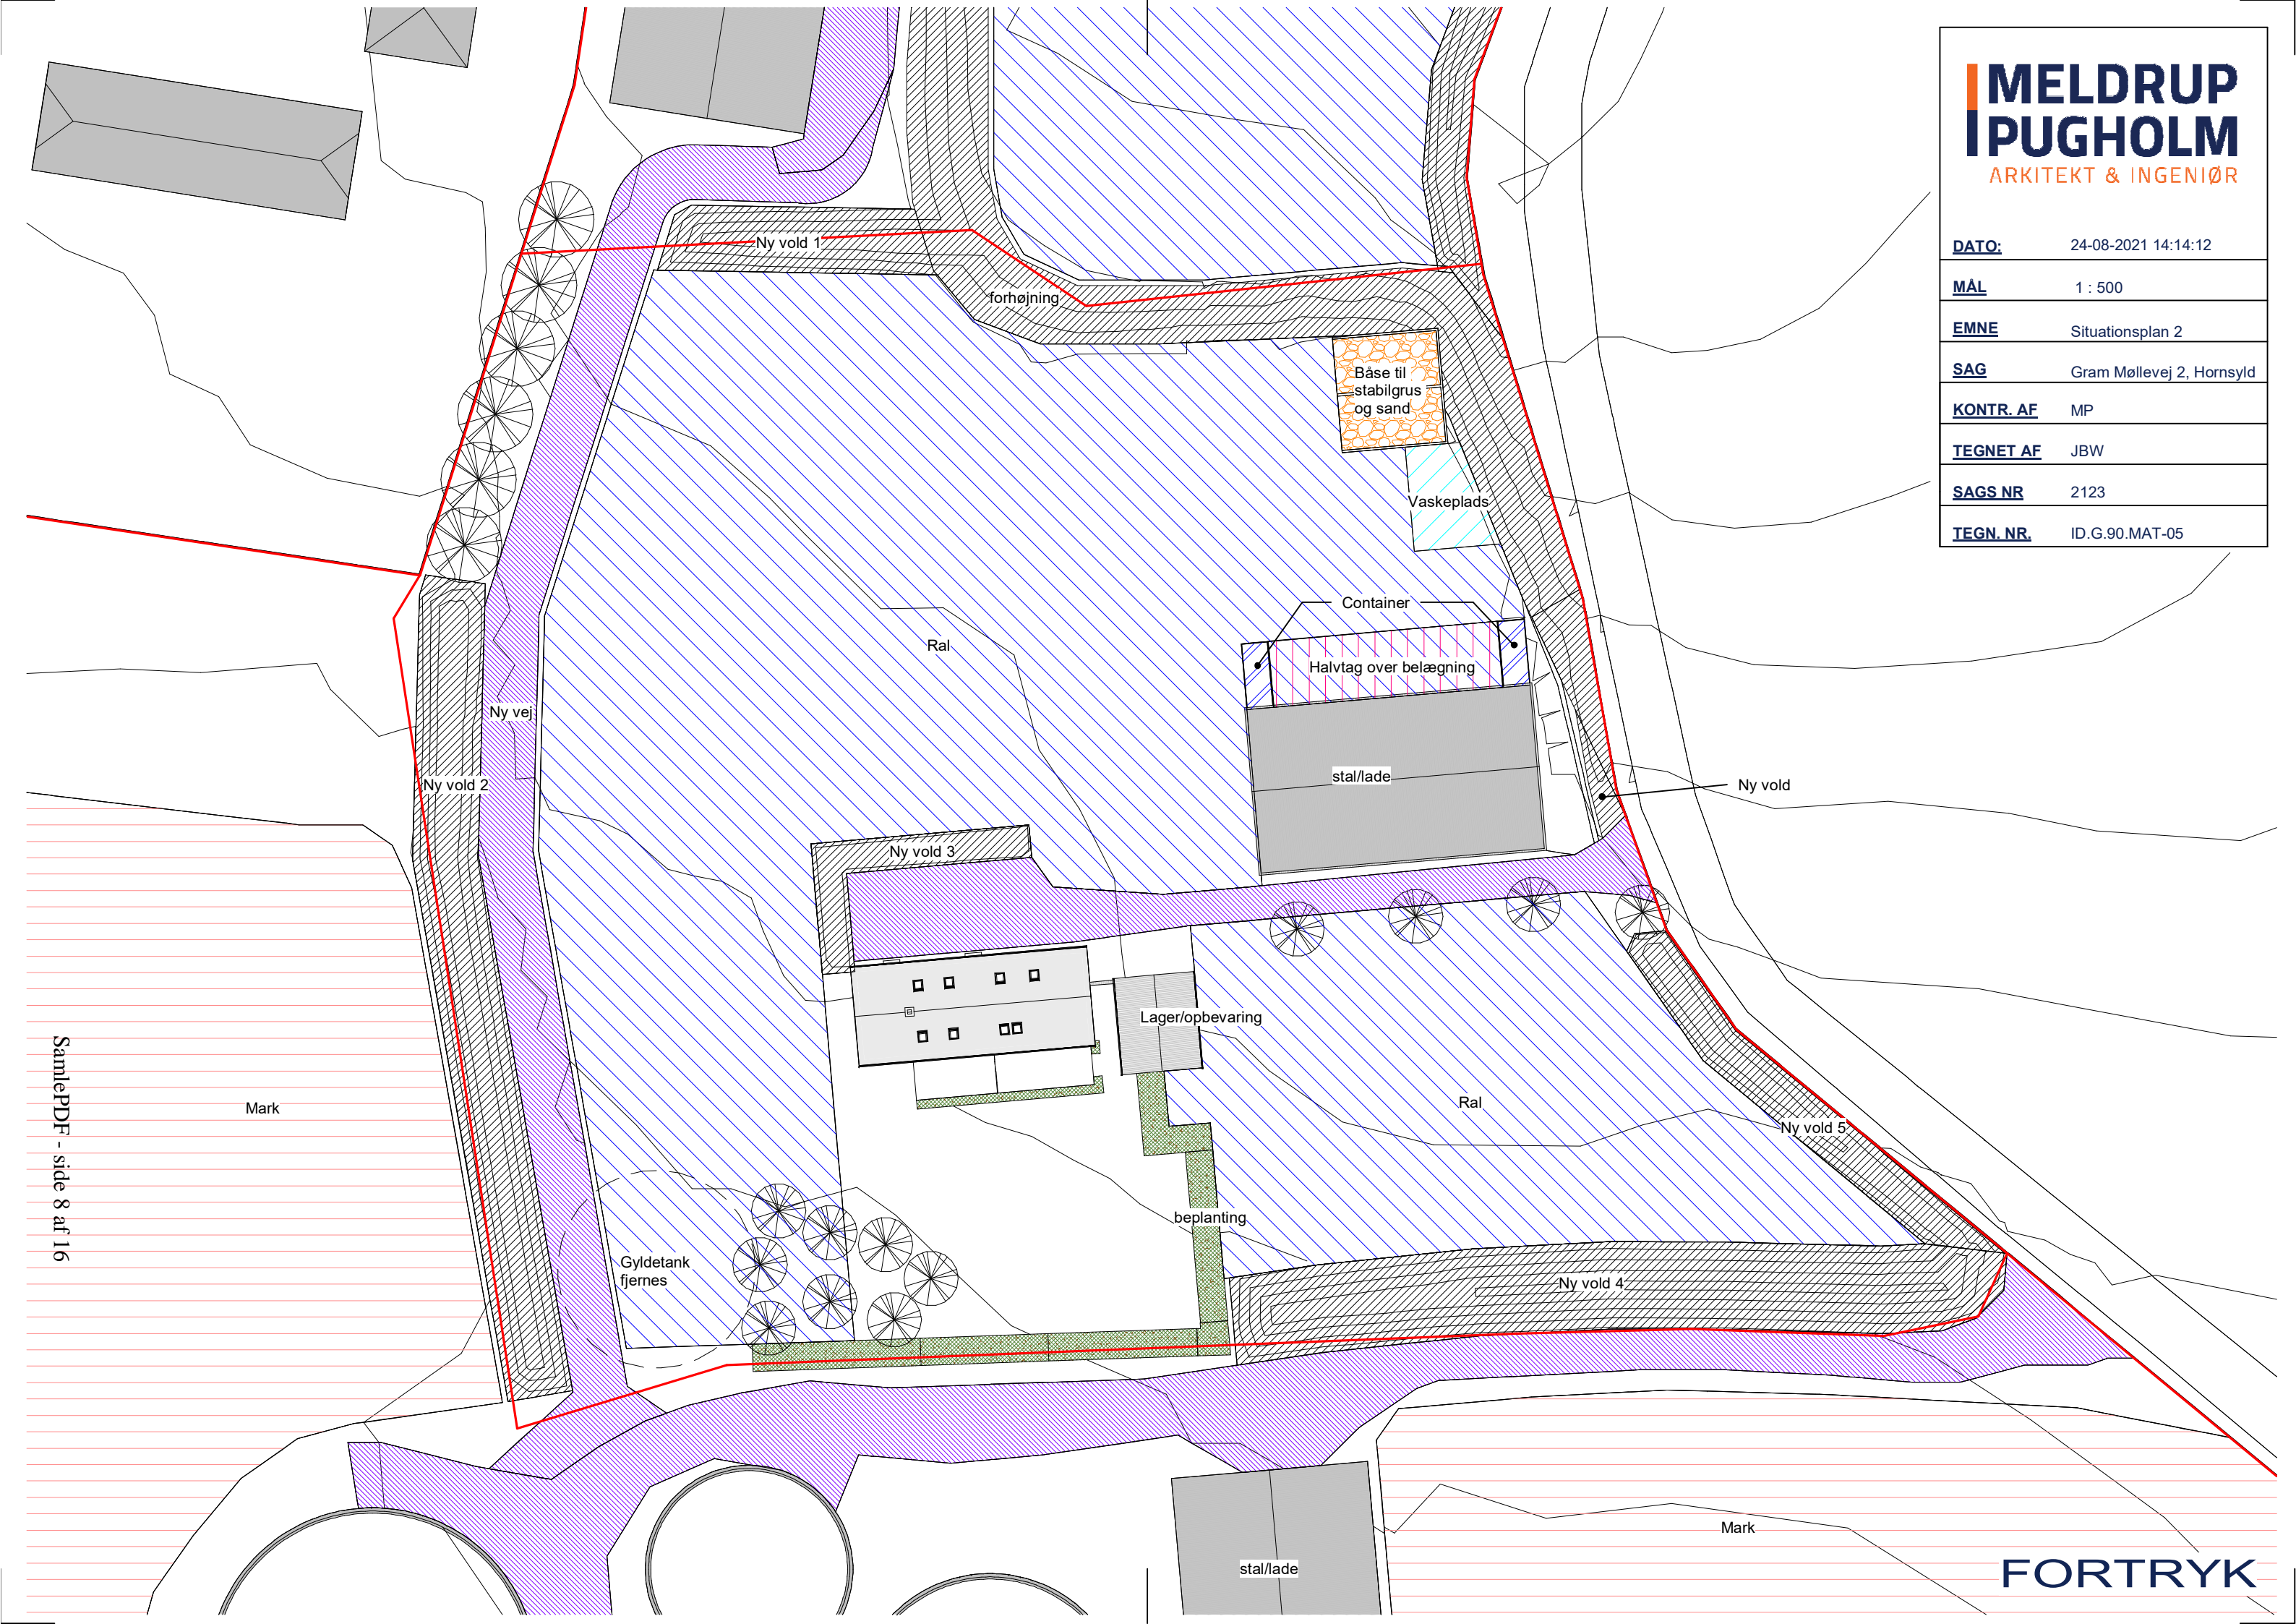 MELDRUP
PUGHOLM
ARKITEKT & INGENIØR
DATO: 24-08-2021 14:14:12
MÅL 1 : 500
EMNE Situationsplan 2
SAG Gram Møllevej 2, Hornsyld
KONTR. AF MP
TEGNET AF JBW
SAGS NR 2123
TEGN. NR. ID.G.90.MAT-05
Ny vold 1
forhøjning
Båse til
stabilgrus
og sand
Vaskeplads
Container
Ral
Halvtag over belægning
Ny vej
stal/lade
Ny vold 2
Ny vold
Ny vold 3
Lager/opbevaring
Mark
Ral
Ny vold 5
beplanting
Gyldetank
fjernes
Ny vold 4
Mark
stal/lade
SamlePDF - side 8 af 16
FORTRYK